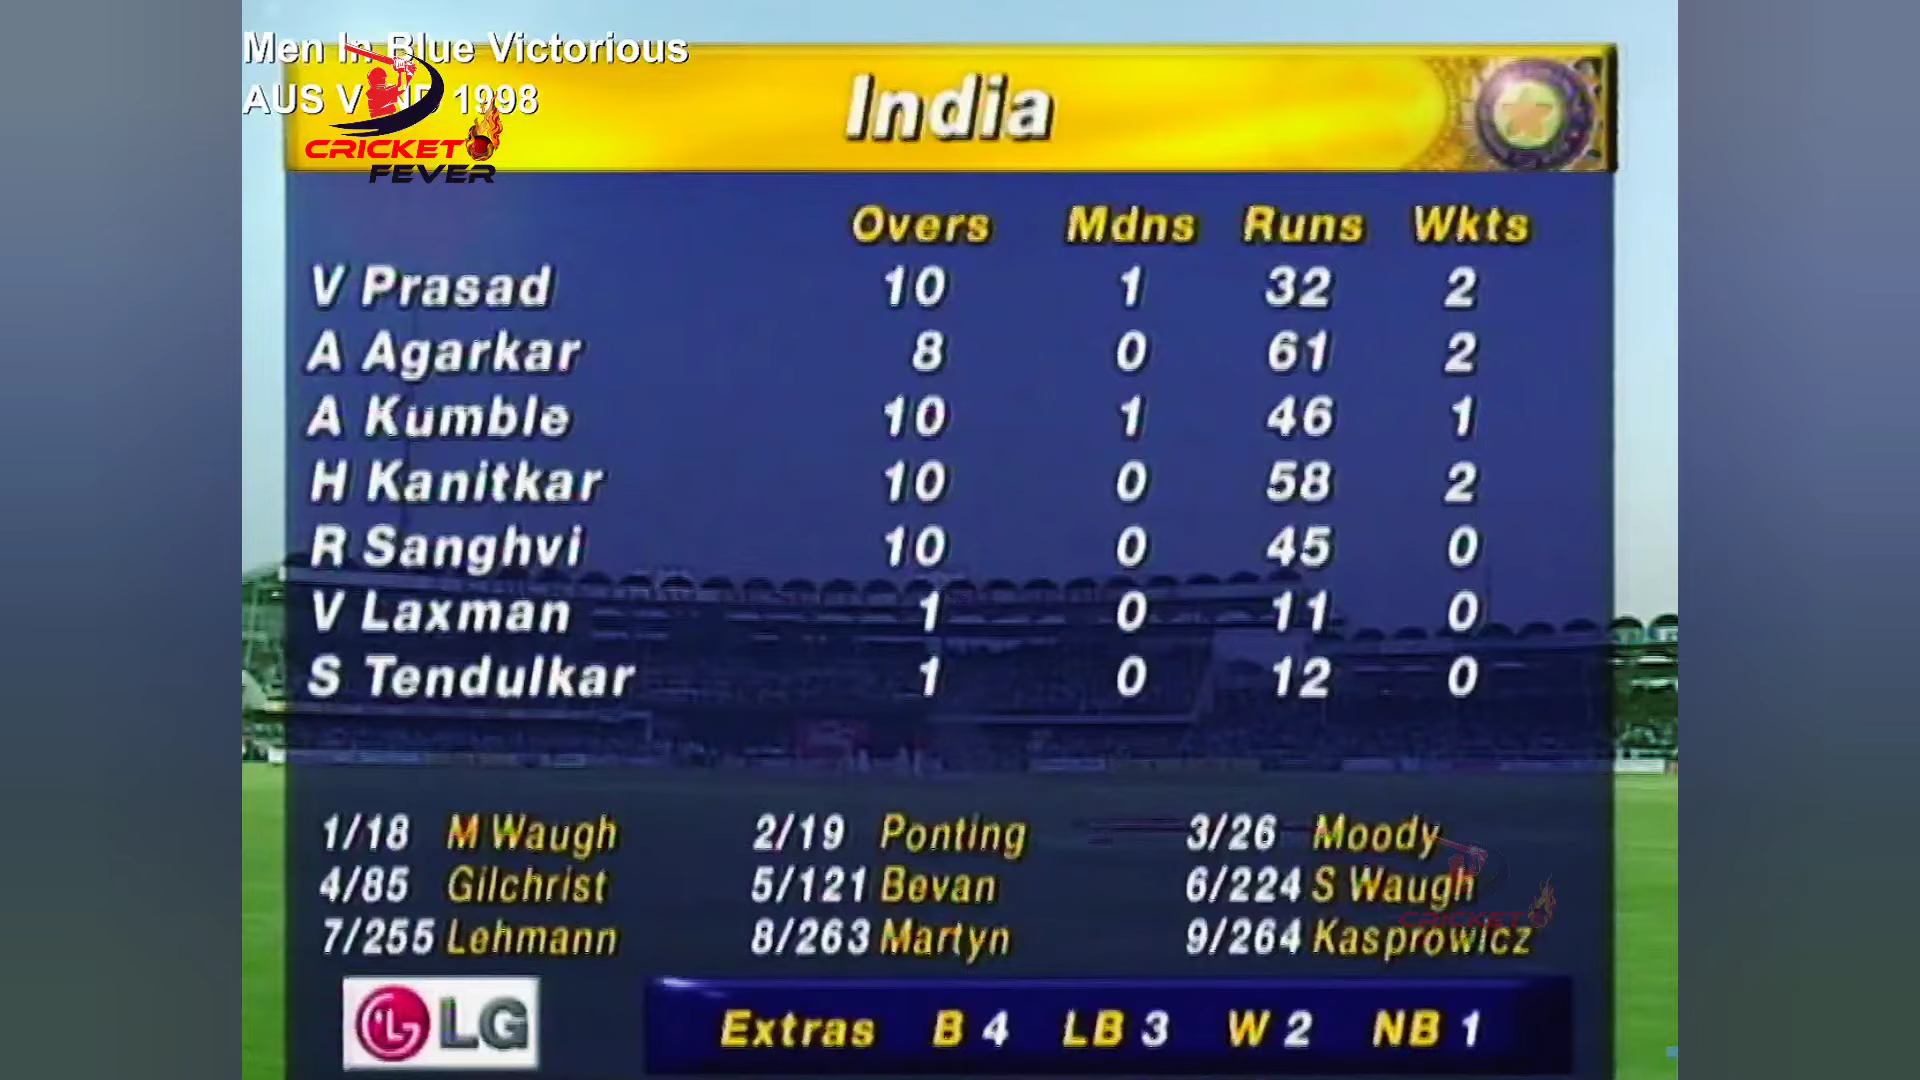 Men In Blue Victorious
AUS V IND 1998
CRICKET
FEVER
India
Overs Mdns Runs Wkts
V Prasad 10 1 32 2
A Agarkar 8 0 61 2
A Kumble 10 1 46 1
H Kanitkar 10 0 58 2
R Sanghvi 10 0 45 0
V Laxman 1 0 11 0
S Tendulkar 1 0 12 0
1/18 M Waugh 2/19 Ponting 3/26 Moody
4/85 Gilchrist 5/121 Bevan 6/224 S Waugh
7/255 Lehmann 8/263 Martyn 9/264 Kasprowicz
CRICKET
LG Extras B 4 LB 3 W 2 NB 1